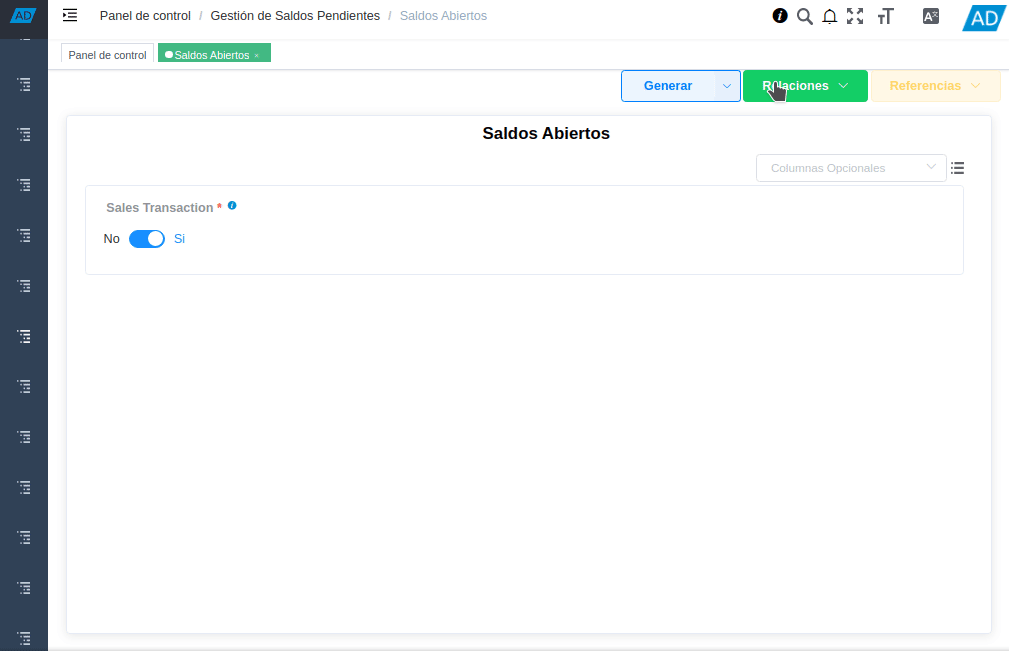 AD
Panel de control / Gestión de Saldos Pendientes / Saldos Abiertos
AD
Panel de control
Saldos Abiertos ×
Generar
Relaciones
Referencias
Saldos Abiertos
Columnas Opcionales
Sales Transaction *
No
Si